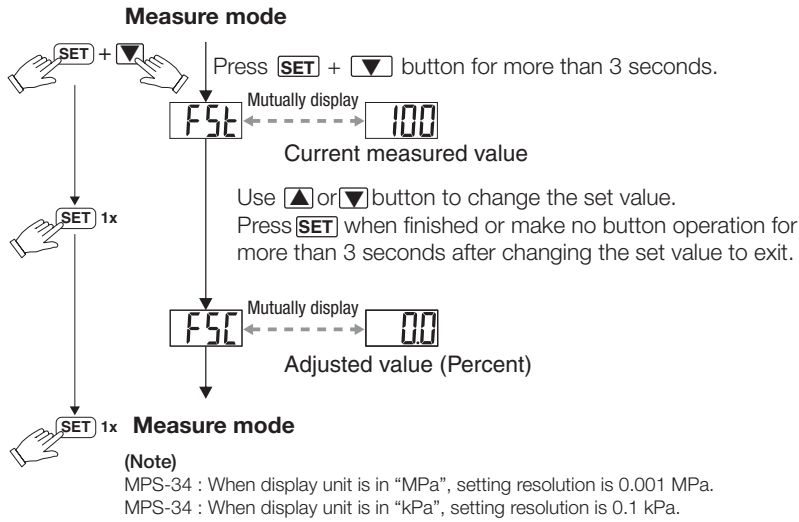 Measure mode
SET + ▼
Press SET + ▼ button for more than 3 seconds.
Mutually display
FSt 100
Current measured value
Use ▲ or ▼ button to change the set value.
SET 1x
Press SET when finished or make no button operation for
more than 3 seconds after changing the set value to exit.
Mutually display
FSC 0.0
Adjusted value (Percent)
SET 1x Measure mode
(Note)
MPS-34 : When display unit is in “MPa”, setting resolution is 0.001 MPa.
MPS-34 : When display unit is in “kPa”, setting resolution is 0.1 kPa.